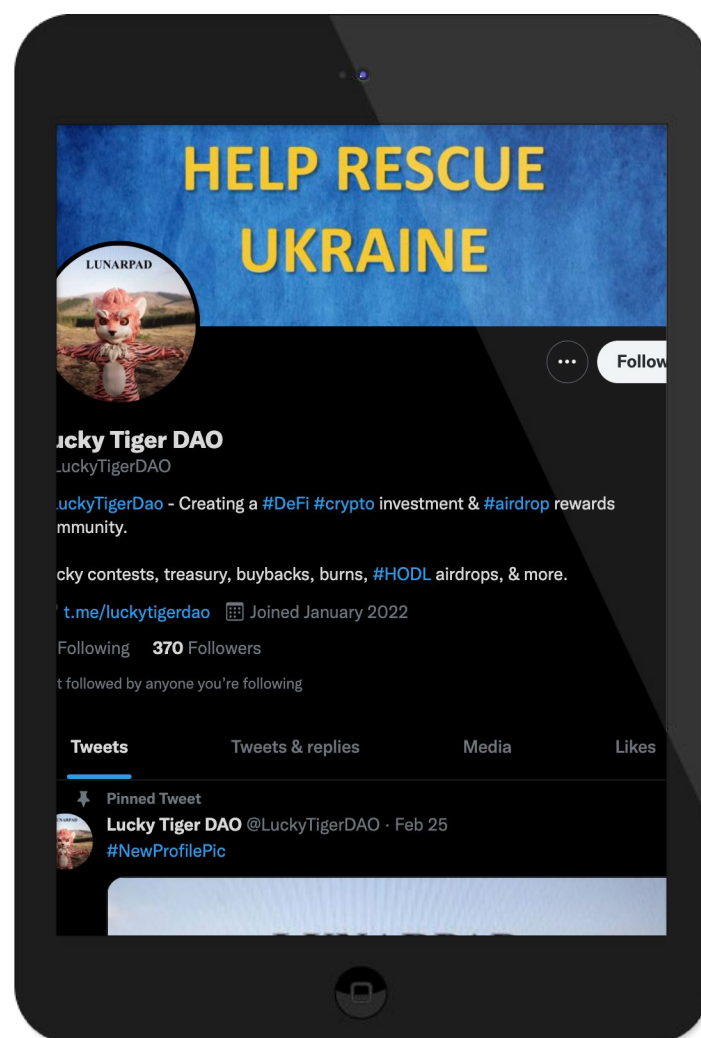 HELP RESCUE
UKRAINE
LUNARPAD
Follow
ucky Tiger DAO
LuckyTigerDAO
LuckyTigerDao - Creating a #DeFi #crypto investment & #airdrop rewards
mmunity.
cky contests, treasury, buybacks, burns, #HODL airdrops, & more.
t.me/luckytigerdao Joined January 2022
Following 370 Followers
t followed by anyone you're following
Tweets Tweets & replies Media Likes
Pinned Tweet
Lucky Tiger DAO @LuckyTigerDAO · Feb 25
#NewProfilePic